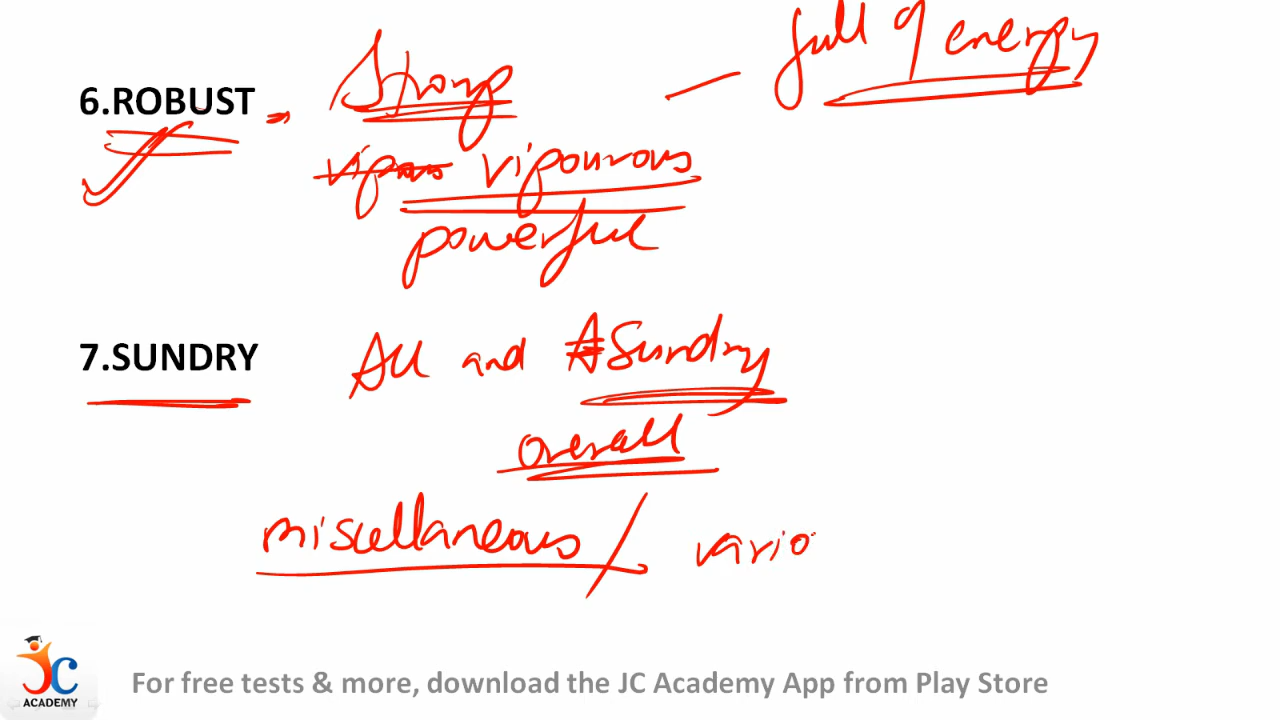 full of energy
6.ROBUST = Strong –
vigourous
powerful
7.SUNDRY All and Sundry
overall
miscellaneous / vario
JC
ACADEMY
For free tests & more, download the JC Academy App from Play Store